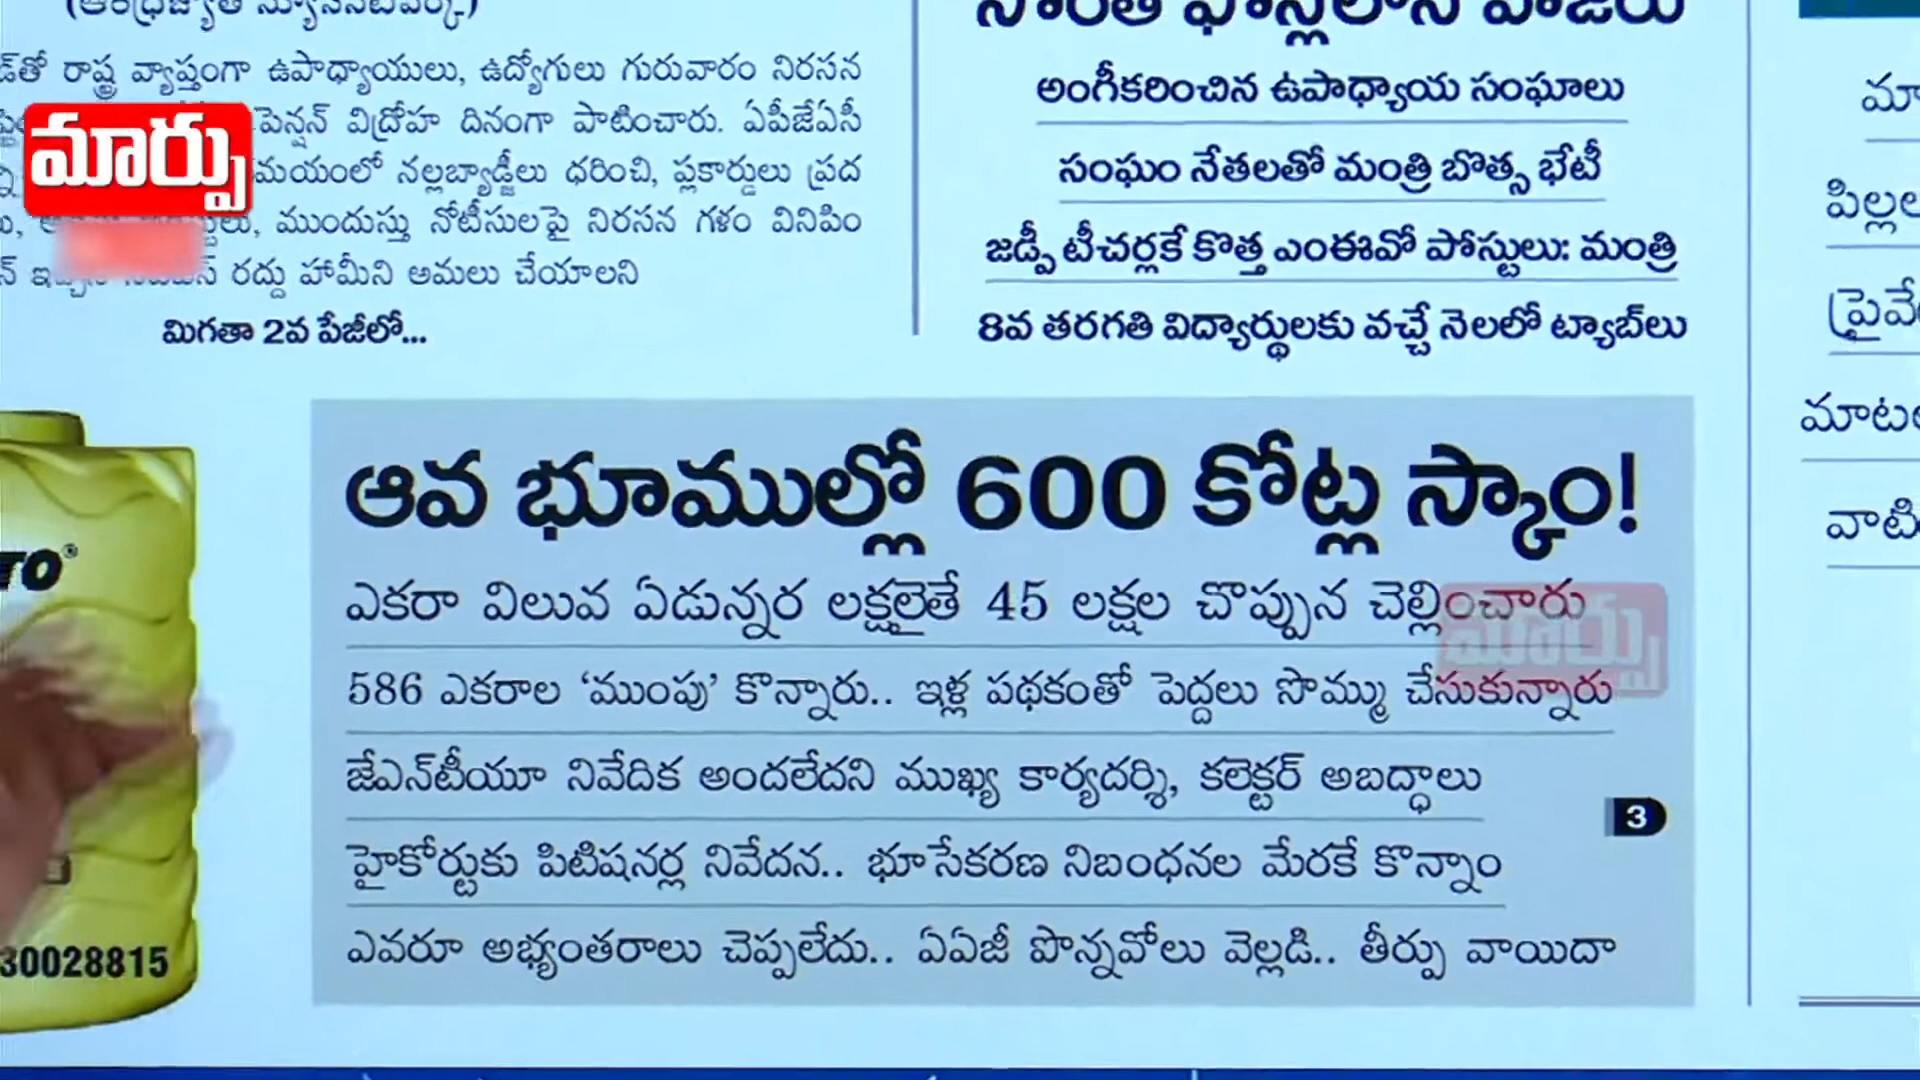 (ఆంధ్రజ్యోతి న్యూస్‌నెట్‌వర్క్)
రాష్ట్ర వ్యాప్తంగా ఉపాధ్యాయులు, ఉద్యోగులు గురువారం నిరసన
పెన్షన్ విద్రోహ దినంగా పాటించారు. ఏపీజేఏసీ
మార్పు
నల్లబ్యాడ్జీలు ధరించి, ప్లకార్డులు ప్రద
ముందుస్తు నోటీసులపై నిరసన గళం వినిపిం
రద్దు హామీని అమలు చేయాలని
మిగతా 2వ పేజీలో...
అంగీకరించిన ఉపాధ్యాయ సంఘాలు
సంఘం నేతలతో మంత్రి బొత్స భేటీ
జడ్పీ టీచర్లకే కొత్త ఎంఈవో పోస్టులు: మంత్రి
8వ తరగతి విద్యార్థులకు వచ్చే నెలలో ట్యాబ్‌లు
ఆవ భూముల్లో 600 కోట్ల స్కాం!
ఎకరా విలువ ఏడున్నర లక్షలైతే 45 లక్షల చొప్పున చెల్లించారు
మార్పు
586 ఎకరాల ‘ముంపు’ కొన్నారు.. ఇళ్ల పథకంతో పెద్దలు సొమ్ము చేసుకున్నారు
జేఎన్‌టీయూ నివేదిక అందలేదని ముఖ్య కార్యదర్శి, కలెక్టర్ అబద్ధాలు
3
హైకోర్టుకు పిటిషనర్ల నివేదన.. భూసేకరణ నిబంధనల మేరకే కొన్నాం
ఎవరూ అభ్యంతరాలు చెప్పలేదు.. ఏఏజీ పొన్నవోలు వెల్లడి.. తీర్పు వాయిదా
30028815